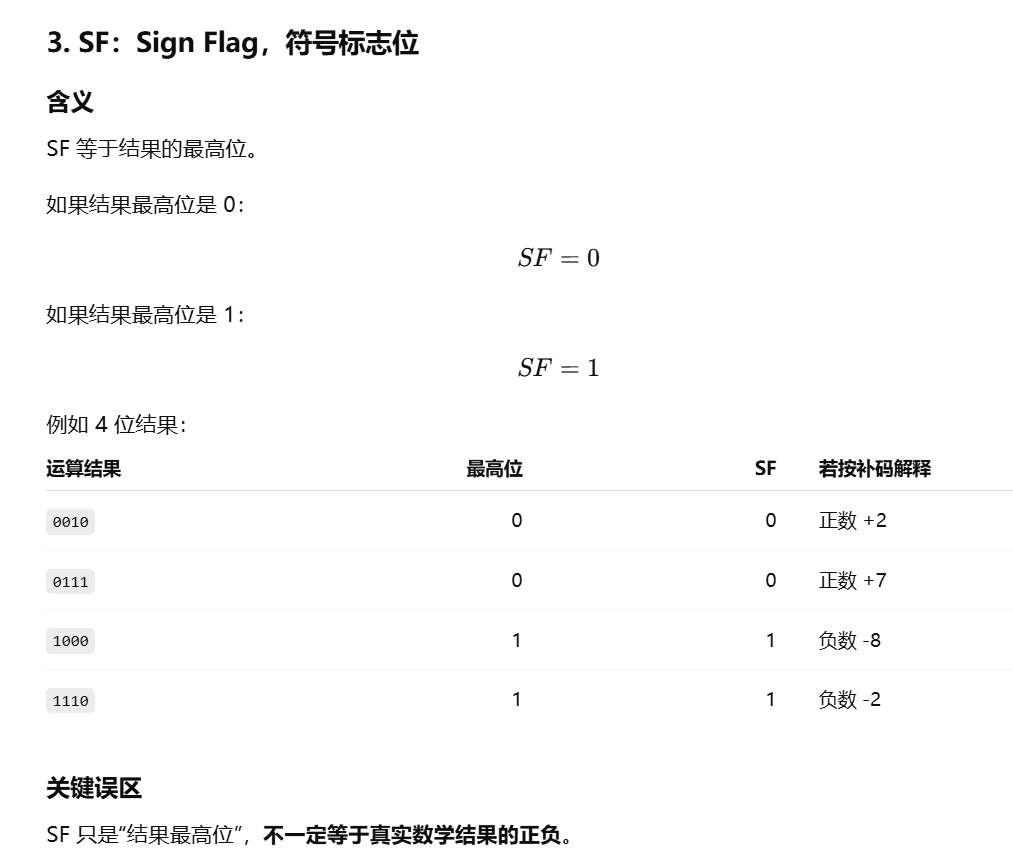 3. SF：Sign Flag，符号标志位
含义
SF 等于结果的最高位。
如果结果最高位是 0：
SF = 0
如果结果最高位是 1：
SF = 1
例如 4 位结果：
运算结果 最高位 SF 若按补码解释
0010 0 0 正数 +2
0111 0 0 正数 +7
1000 1 1 负数 -8
1110 1 1 负数 -2
关键误区
SF 只是“结果最高位”，不一定等于真实数学结果的正负。